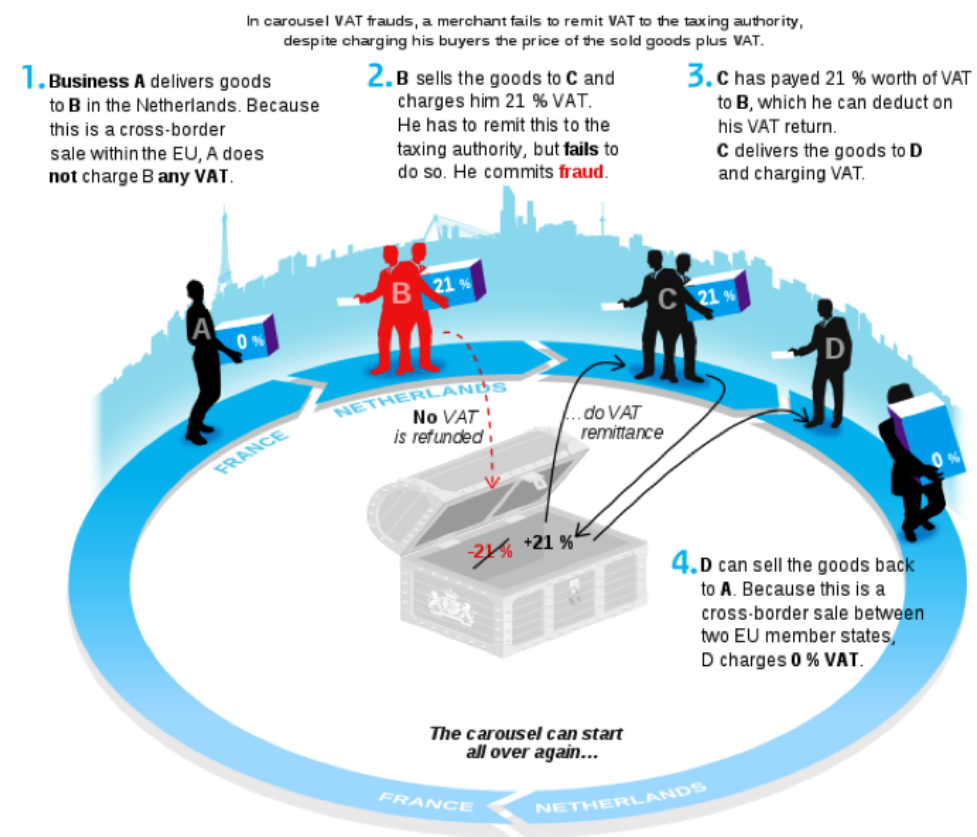 In carousel VAT frauds, a merchant fails to remit VAT to the taxing authority,
despite charging his buyers the price of the sold goods plus VAT.
1. Business A delivers goods
to B in the Netherlands. Because
this is a cross-border
sale within the EU, A does
not charge B any VAT.
2. B sells the goods to C and
charges him 21 % VAT.
He has to remit this to the
taxing authority, but fails to
do so. He commits fraud.
3. C has payed 21 % worth of VAT
to B, which he can deduct on
his VAT return.
C delivers the goods to D
and charging VAT.
A
0 %
B
21 %
C
21 %
D
0 %
FRANCE
NETHERLANDS
No VAT
is refunded
...do VAT
remittance
-21 %
+21 %
4. D can sell the goods back
to A. Because this is a
cross-border sale between
two EU member states,
D charges 0 % VAT.
The carousel can start
all over again...
FRANCE
NETHERLANDS